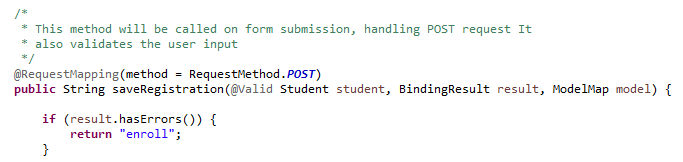 /*
* This method will be called on form submission, handling POST request It
* also validates the user input
*/
@RequestMapping(method = RequestMethod.POST)
public String saveRegistration(@Valid Student student, BindingResult result, ModelMap model) {
if (result.hasErrors()) {
return "enroll";
}